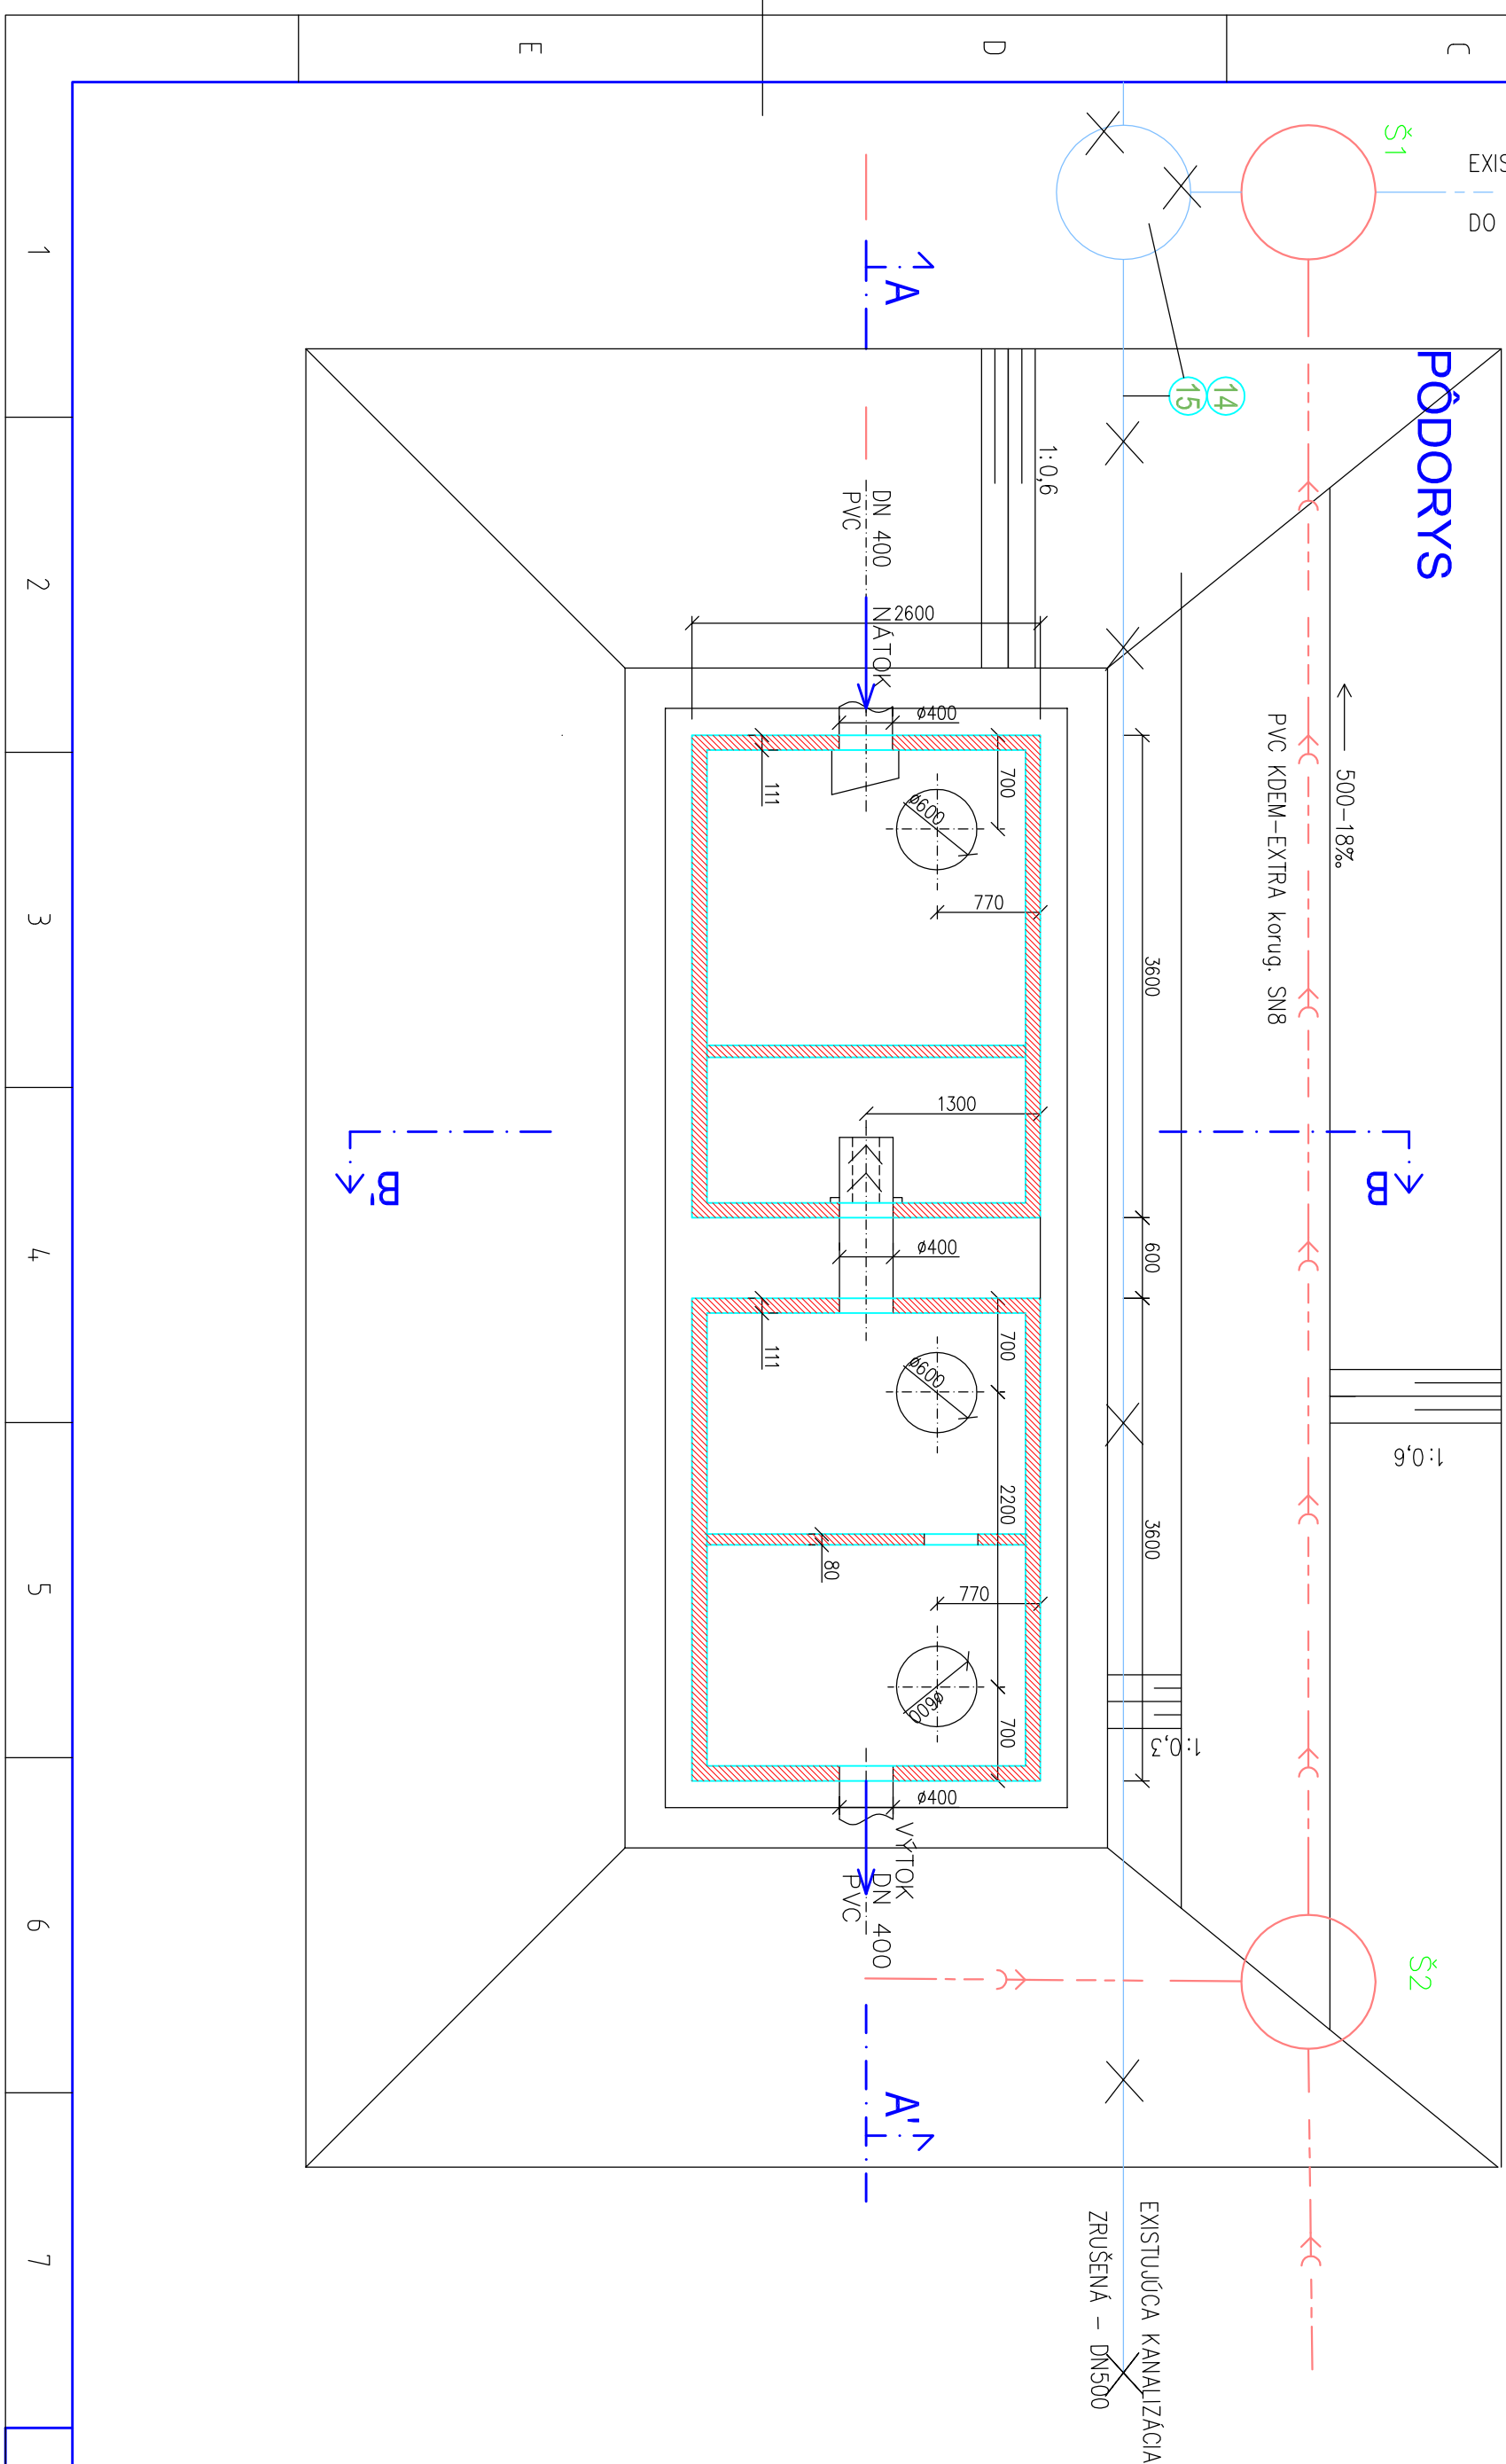 C
D
E
1
2
3
4
5
6
7
PÔDORYS
Š1
EXIS
DO
A
14
15
1:0,6
DN 400
PVC
NÁTOK
2600
ø400
700
111
ø600
770
3600
500-18‰
PVC KDEM-EXTRA korug. SN8
1300
B
B'
600
ø400
700
111
ø600
2200
3600
1:0,6
80
770
ø600
700
1:0,3
ø400
VÝTOK
DN 400
PVC
Š2
A'
EXISTUJÚCA KANALIZÁCIA
ZRUŠENÁ - DN500